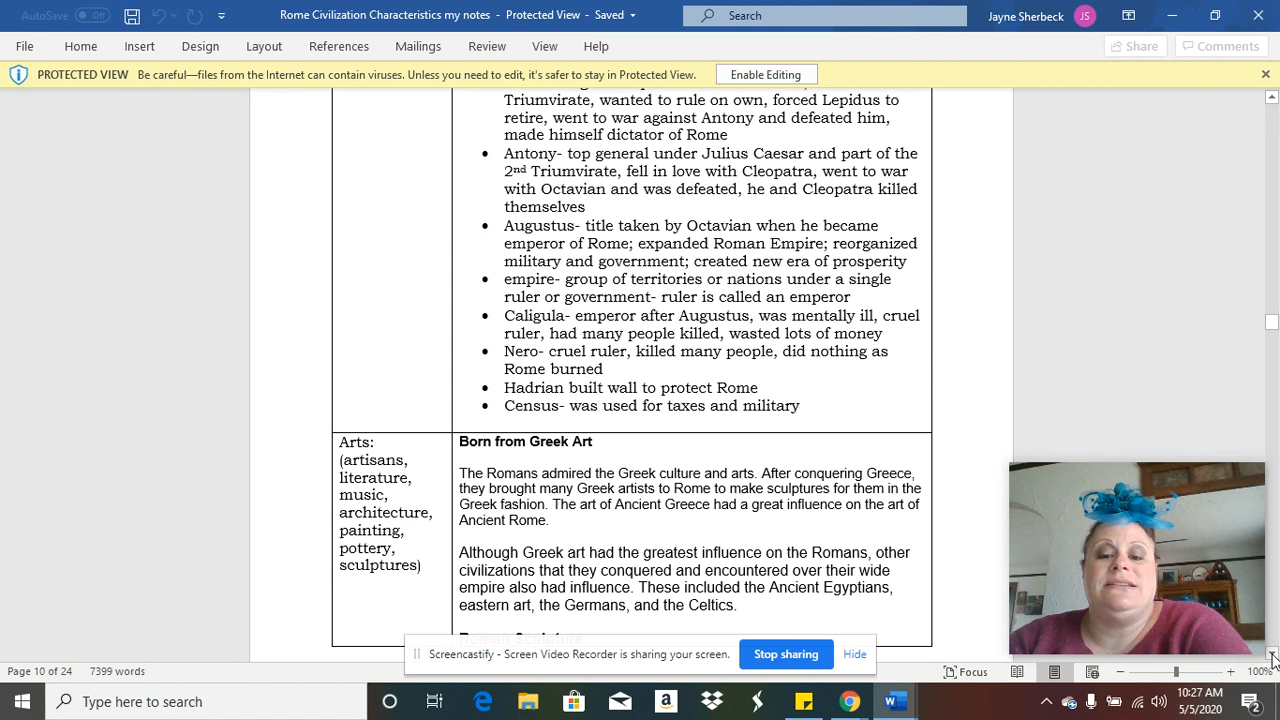 AutoSave Off
Rome Civilization Characteristics my notes - Protected View - Saved
Search
Jayne Sherbeck JS
File Home Insert Design Layout References Mailings Review View Help
Share Comments
PROTECTED VIEW Be careful—files from the Internet can contain viruses. Unless you need to edit, it's safer to stay in Protected View. Enable Editing
Triumvirate, wanted to rule on own, forced Lepidus to
retire, went to war against Antony and defeated him,
made himself dictator of Rome
• Antony- top general under Julius Caesar and part of the
2nd Triumvirate, fell in love with Cleopatra, went to war
with Octavian and was defeated, he and Cleopatra killed
themselves
• Augustus- title taken by Octavian when he became
emperor of Rome; expanded Roman Empire; reorganized
military and government; created new era of prosperity
• empire- group of territories or nations under a single
ruler or government- ruler is called an emperor
• Caligula- emperor after Augustus, was mentally ill, cruel
ruler, had many people killed, wasted lots of money
• Nero- cruel ruler, killed many people, did nothing as
Rome burned
• Hadrian built wall to protect Rome
• Census- was used for taxes and military
Arts:
(artisans,
literature,
music,
architecture,
painting,
pottery,
sculptures)
Born from Greek Art
The Romans admired the Greek culture and arts. After conquering Greece,
they brought many Greek artists to Rome to make sculptures for them in the
Greek fashion. The art of Ancient Greece had a great influence on the art of
Ancient Rome.
Although Greek art had the greatest influence on the Romans, other
civilizations that they conquered and encountered over their wide
empire also had influence. These included the Ancient Egyptians,
eastern art, the Germans, and the Celtics.
Roman Sculpture
Screencastify - Screen Video Recorder is sharing your screen. Stop sharing Hide
Page 10 of 24 7399 words
Focus
100%
Type here to search
10:27 AM
5/5/2020
2